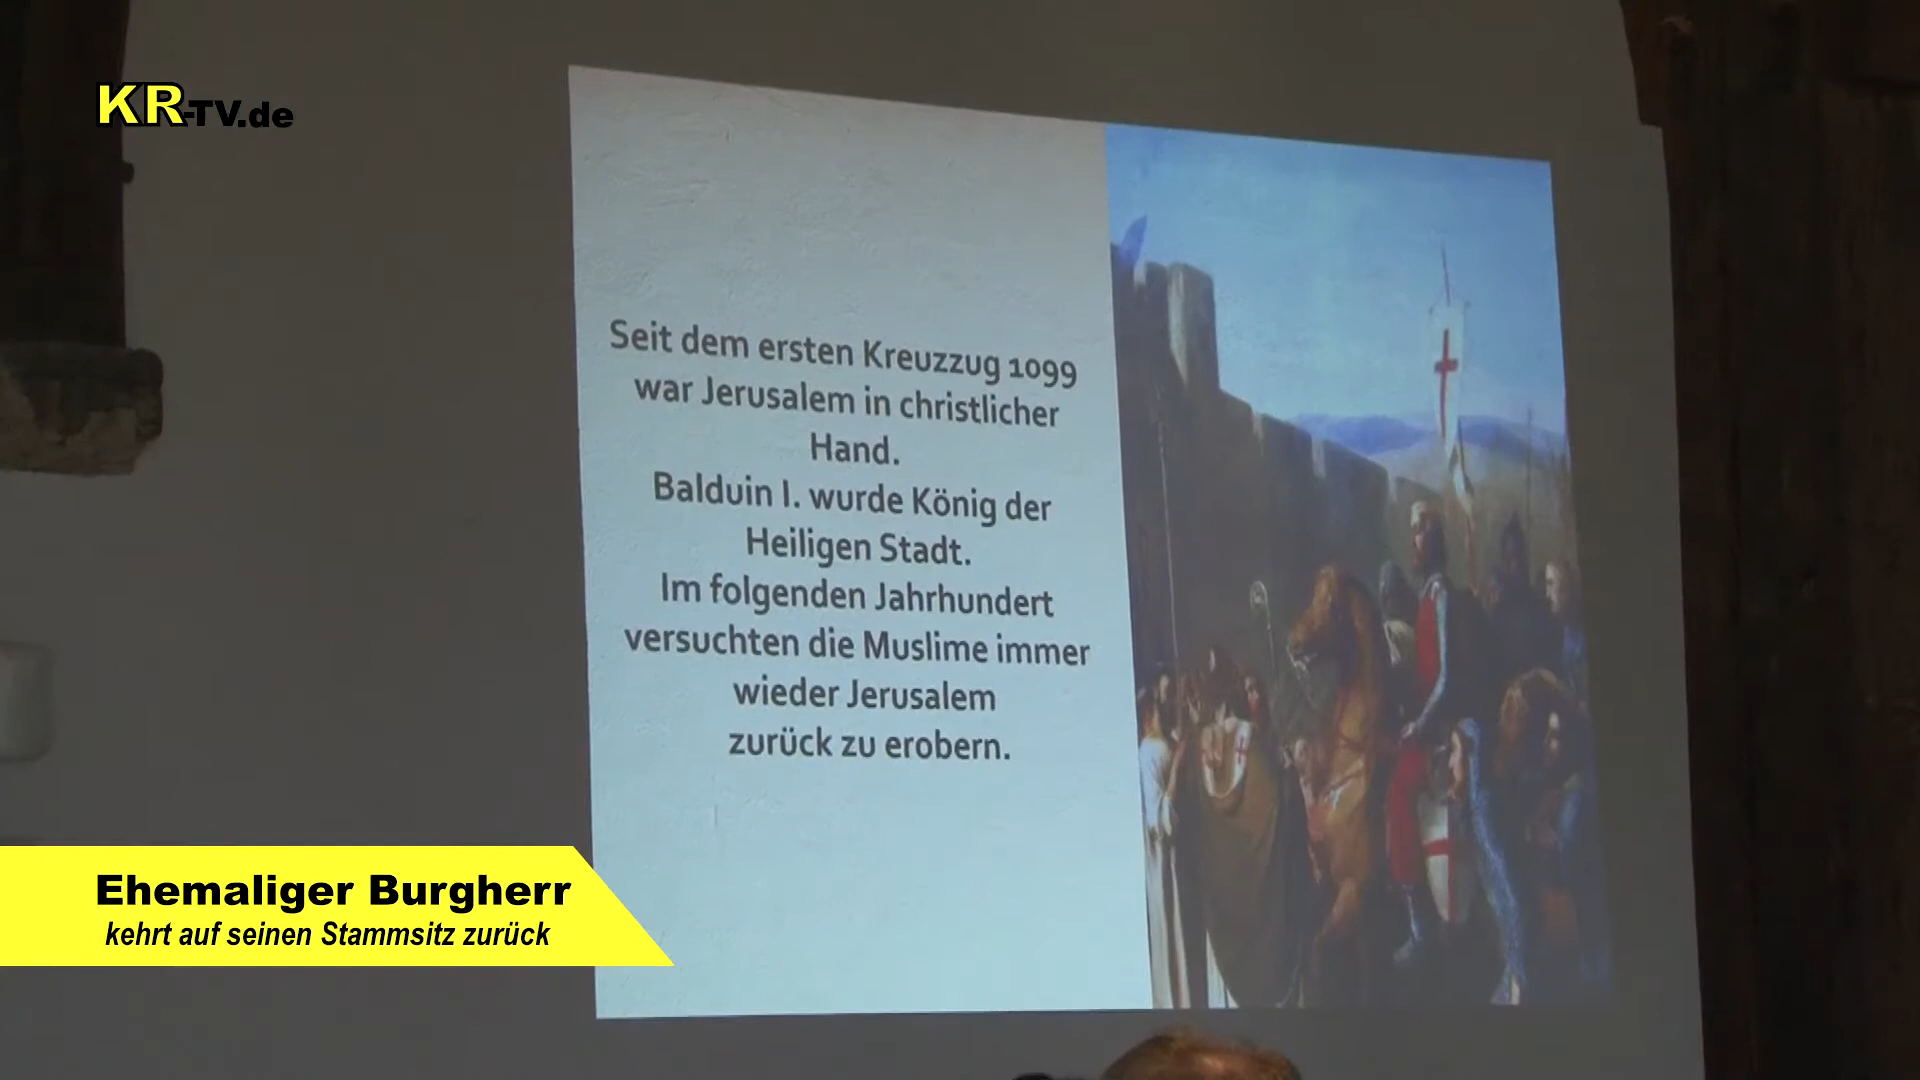 KR-TV.de
Seit dem ersten Kreuzzug 1099
war Jerusalem in christlicher
Hand.
Balduin I. wurde König der
Heiligen Stadt.
Im folgenden Jahrhundert
versuchten die Muslime immer
wieder Jerusalem
zurück zu erobern.
Ehemaliger Burgherr
kehrt auf seinen Stammsitz zurück